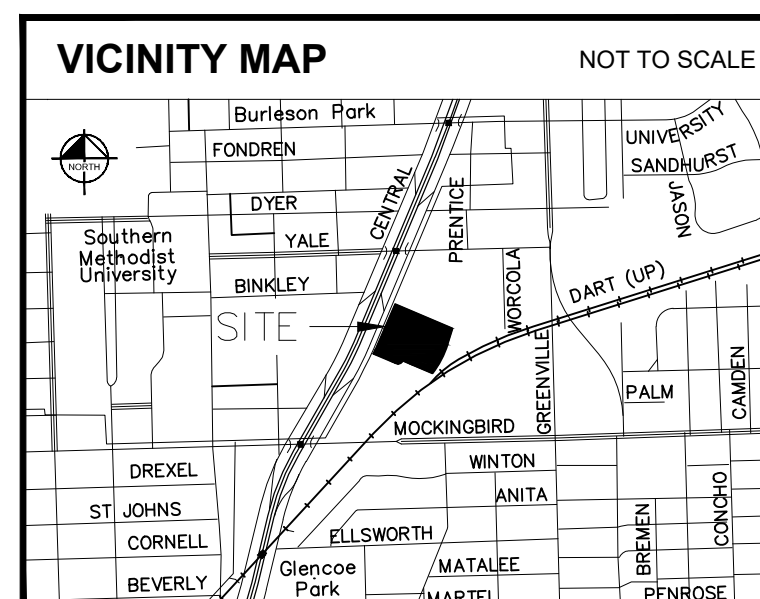 VICINITY MAP
NOT TO SCALE
Burleson Park
UNIVERSITY
FONDREN
SANDHURST
NORTH
CENTRAL
PRENTICE
JASON
DYER
Southern
Methodist
University
YALE
WORCOLA
DART (UP)
BINKLEY
SITE
GREENVILLE
CAMDEN
PALM
MOCKINGBIRD
DREXEL
WINTON
ANITA
CONCHO
ST JOHNS
BREMEN
CORNELL
ELLSWORTH
Glencoe
Park
MATALEE
BEVERLY
MARTEL
PENROSE